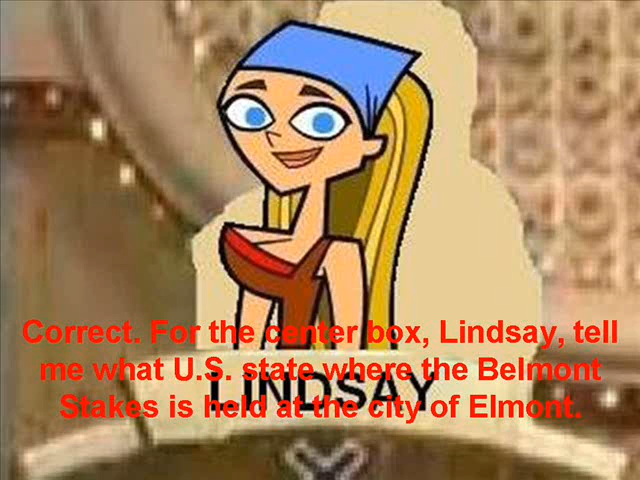 Correct. For the center box, Lindsay, tell
me what U.S. state where the Belmont
Stakes is held at the city of Elmont.
LINDSAY